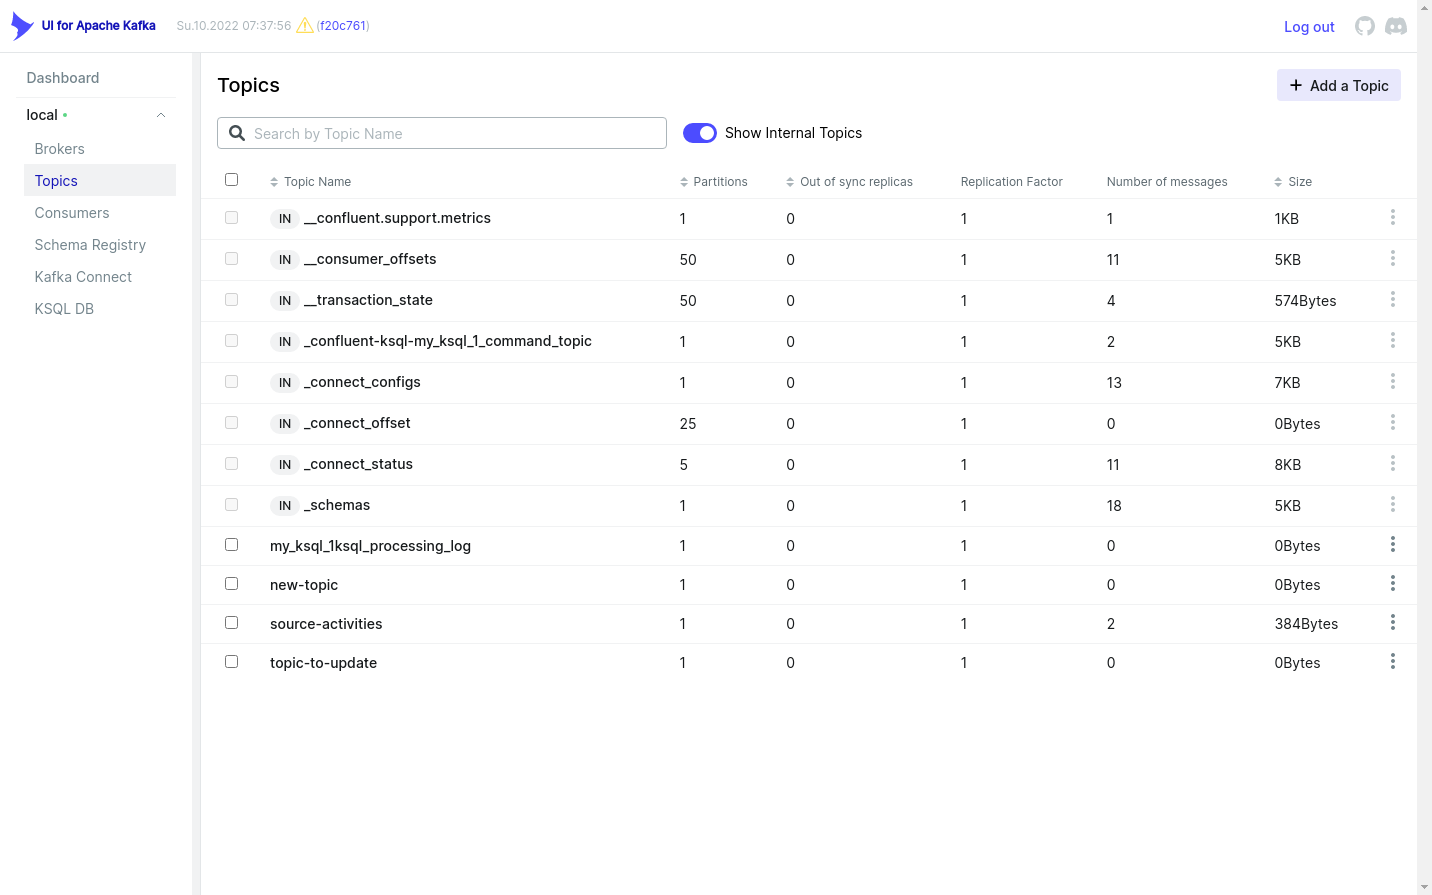 UI for Apache Kafka Su.10.2022 07:37:56 (f20c761) Log out
Dashboard
local
Brokers
Topics
Consumers
Schema Registry
Kafka Connect
KSQL DB
Topics
Add a Topic
Search by Topic Name
Show Internal Topics
Topic Name Partitions Out of sync replicas Replication Factor Number of messages Size
IN __confluent.support.metrics 1 0 1 1 1KB
IN __consumer_offsets 50 0 1 11 5KB
IN __transaction_state 50 0 1 4 574Bytes
IN _confluent-ksql-my_ksql_1_command_topic 1 0 1 2 5KB
IN _connect_configs 1 0 1 13 7KB
IN _connect_offset 25 0 1 0 0Bytes
IN _connect_status 5 0 1 11 8KB
IN _schemas 1 0 1 18 5KB
my_ksql_1ksql_processing_log 1 0 1 0 0Bytes
new-topic 1 0 1 0 0Bytes
source-activities 1 0 1 2 384Bytes
topic-to-update 1 0 1 0 0Bytes